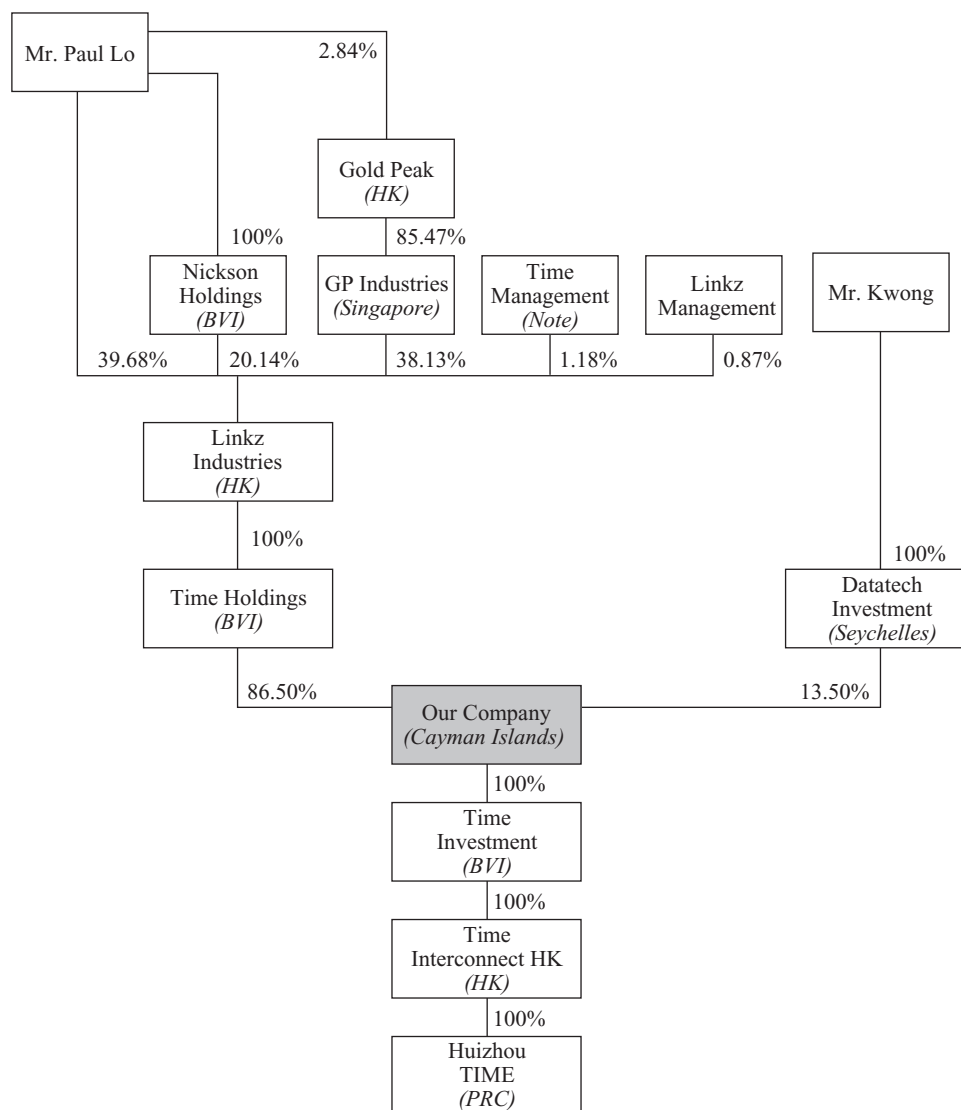 Mr. Paul Lo
2.84%
Gold Peak
(HK)
100%
85.47%
Nickson
Holdings
(BVI)
GP Industries
(Singapore)
Time
Management
(Note)
Linkz
Management
Mr. Kwong
39.68%
20.14%
38.13%
1.18%
0.87%
Linkz
Industries
(HK)
100%
100%
Time Holdings
(BVI)
Datatech
Investment
(Seychelles)
86.50%
13.50%
Our Company
(Cayman Islands)
100%
Time
Investment
(BVI)
100%
Time
Interconnect HK
(HK)
100%
Huizhou
TIME
(PRC)